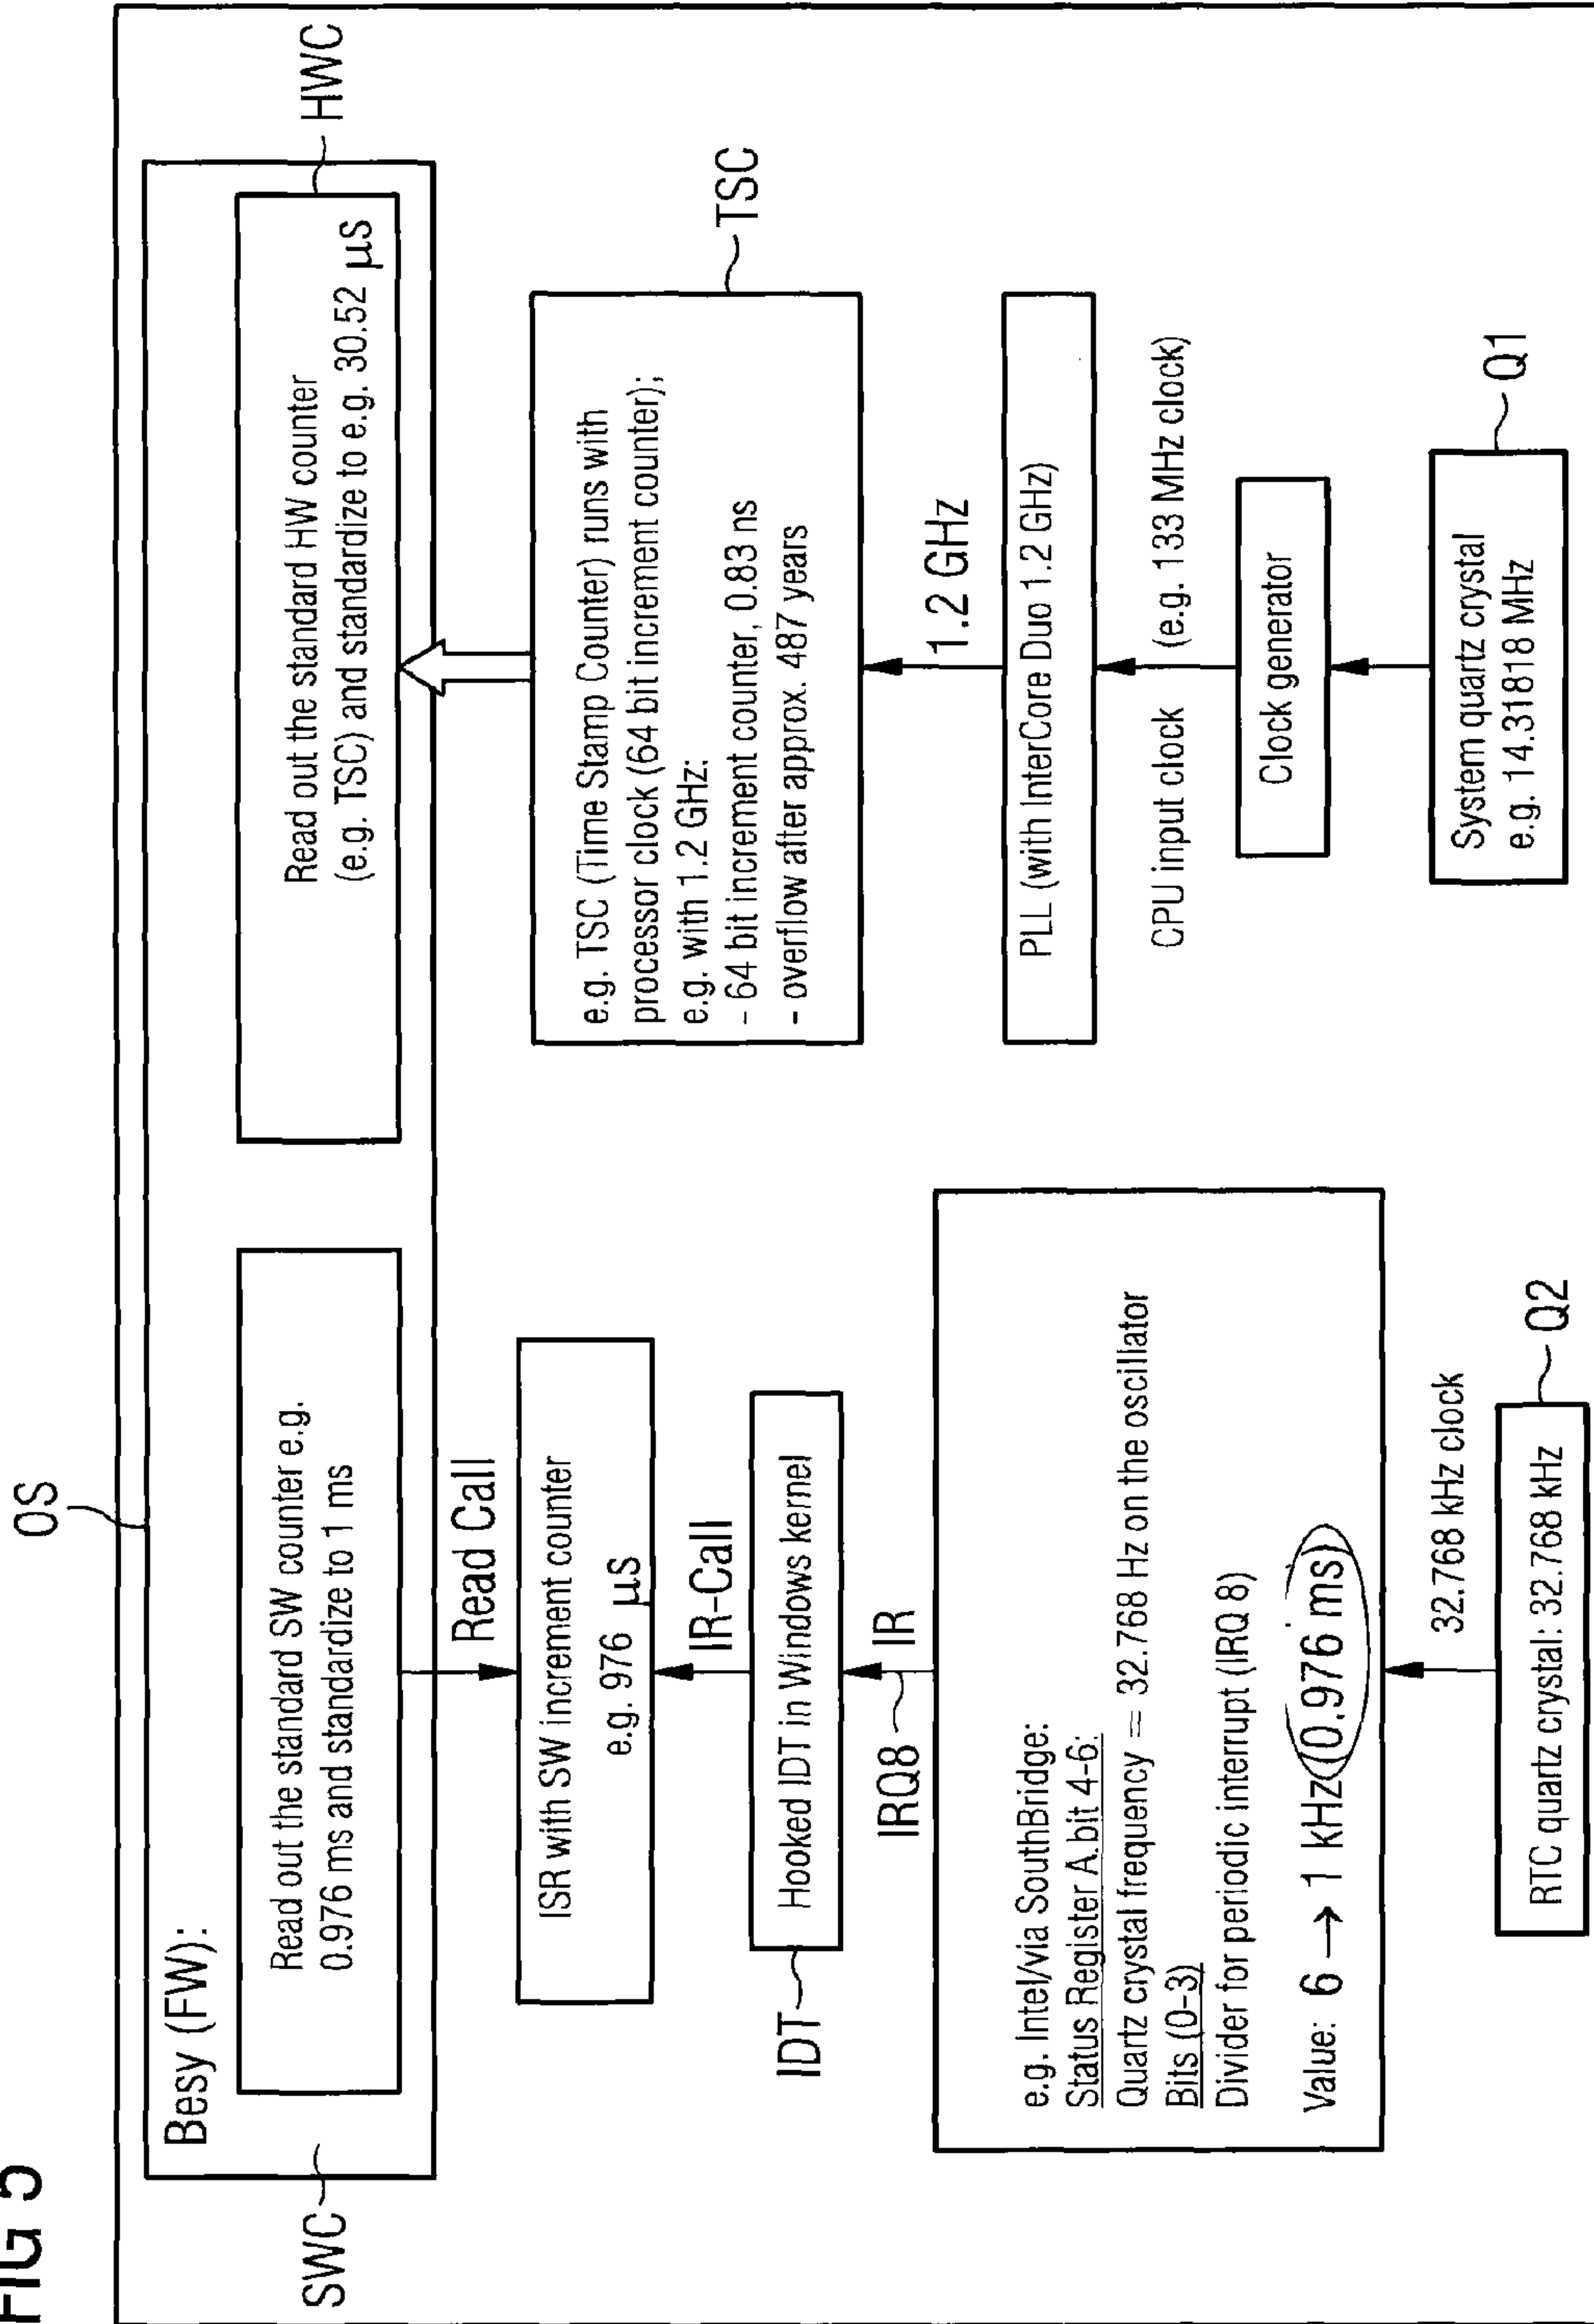 FIG 5
OS
Besy (FW):
SWC
Read out the standard SW counter e.g.
0.976 ms and standardize to 1 ms
Read out the standard HW counter
(e.g. TSC) and standardize to e.g. 30.52 µs
HWC
Read Call
ISR with SW increment counter
e.g. 976 µs
IR-Call
IDT
Hooked IDT in Windows kernel
IRQ8
IR
e.g. Intel/via SouthBridge:
Status Register A.bit 4-6:
Quartz crystal frequency = 32.768 Hz on the oscillator
Bits (0-3)
Divider for periodic interrupt (IRQ 8)
Value: 6 → 1 kHz (0.976 ms)
32.768 kHz clock
RTC quartz crystal: 32.768 kHz
Q2
e.g. TSC (Time Stamp Counter) runs with
processor clock (64 bit increment counter);
e.g. with 1.2 GHz:
- 64 bit increment counter, 0.83 ns
- overflow after approx. 487 years
TSC
1.2 GHz
PLL (with InterCore Duo 1.2 GHz)
CPU input clock (e.g. 133 MHz clock)
Clock generator
System quartz crystal
e.g. 14.31818 MHz
Q1